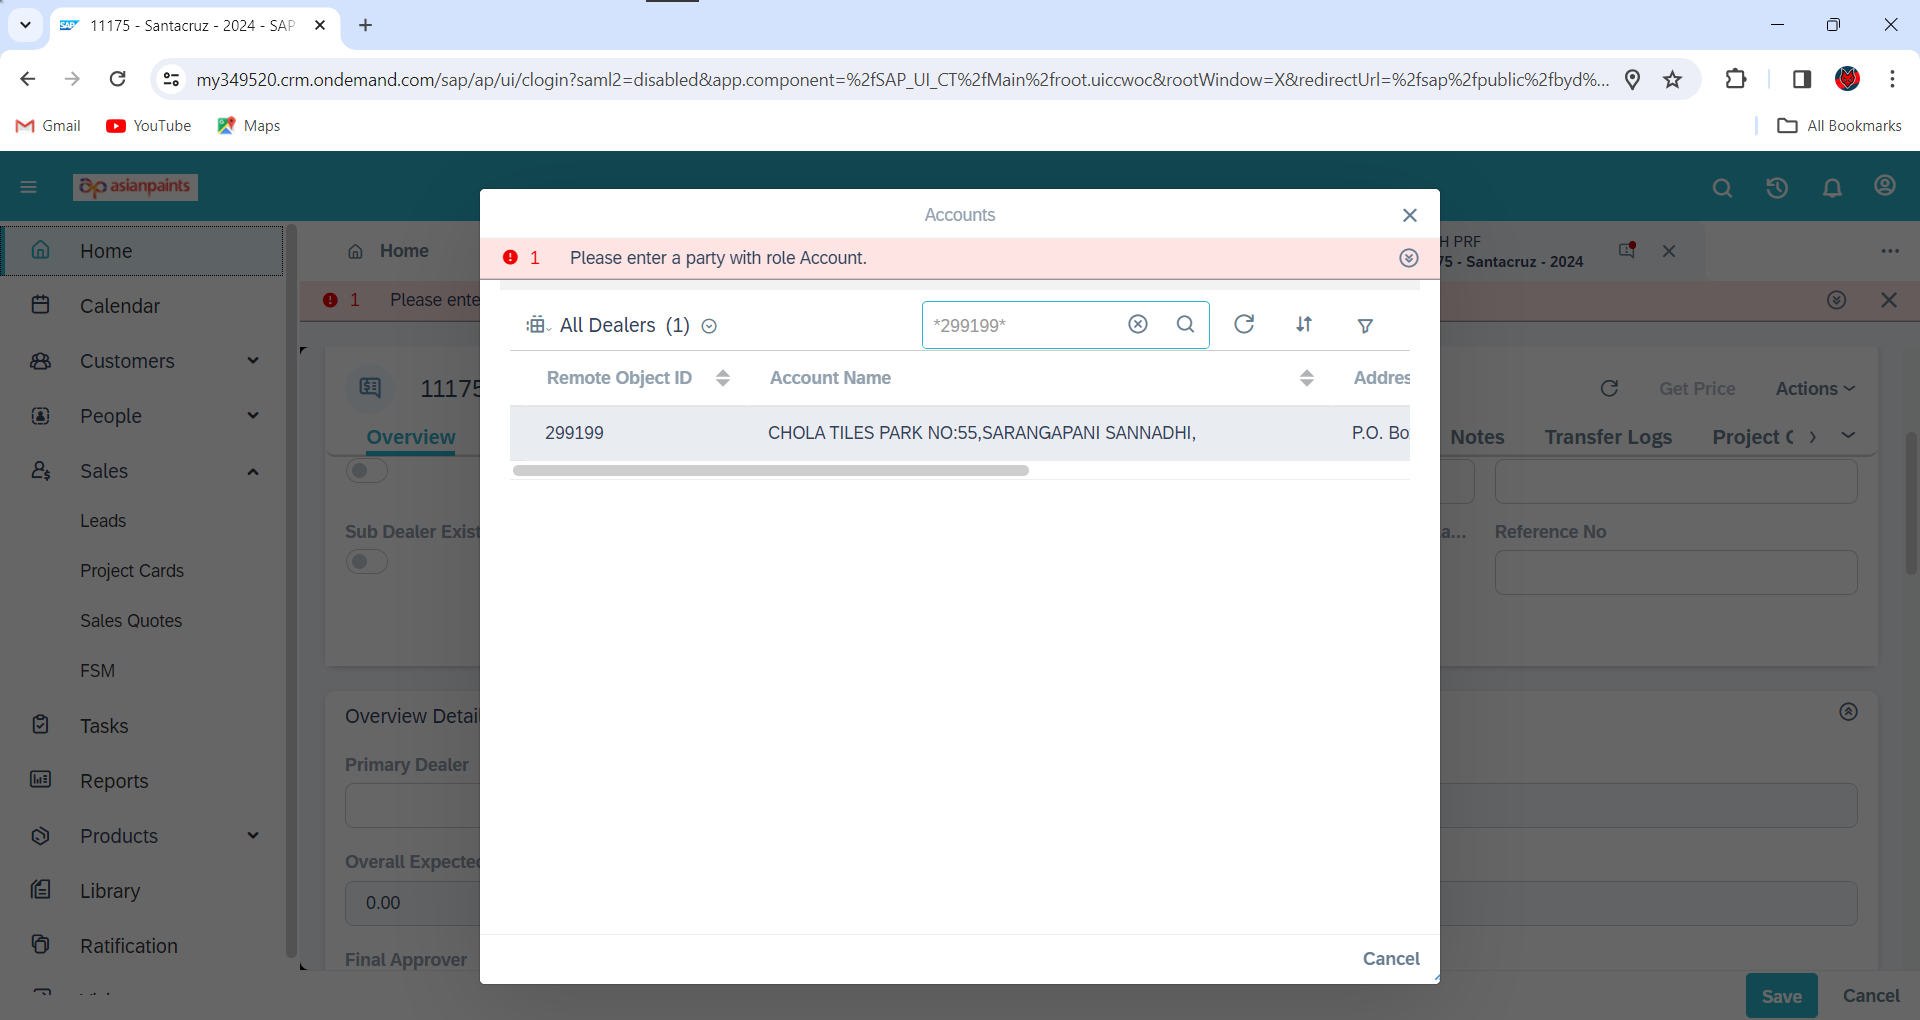 11175 - Santacruz - 2024 - SAP
my349520.crm.ondemand.com/sap/ap/ui/clogin?saml2=disabled&app.component=%2fSAP_UI_CT%2fMain%2froot.uiccwoc&rootWindow=X&redirectUrl=%2fsap%2fpublic%2fbyd%...
Gmail
YouTube
Maps
All Bookmarks
asianpaints
Home
Calendar
Customers
People
Sales
Leads
Project Cards
Sales Quotes
FSM
Tasks
Reports
Products
Library
Ratification
Home
H PRF
75 - Santacruz - 2024
1 Please ente
11175
Get Price
Actions
Overview
Notes
Transfer Logs
Project C
Sub Dealer Exist
a...
Reference No
Overview Detail
Primary Dealer
Overall Expected
0.00
Final Approver
Accounts
1 Please enter a party with role Account.
All Dealers (1)
*299199*
Remote Object ID
Account Name
Addres
299199
CHOLA TILES PARK NO:55,SARANGAPANI SANNADHI,
P.O. Bo
Cancel
Save
Cancel